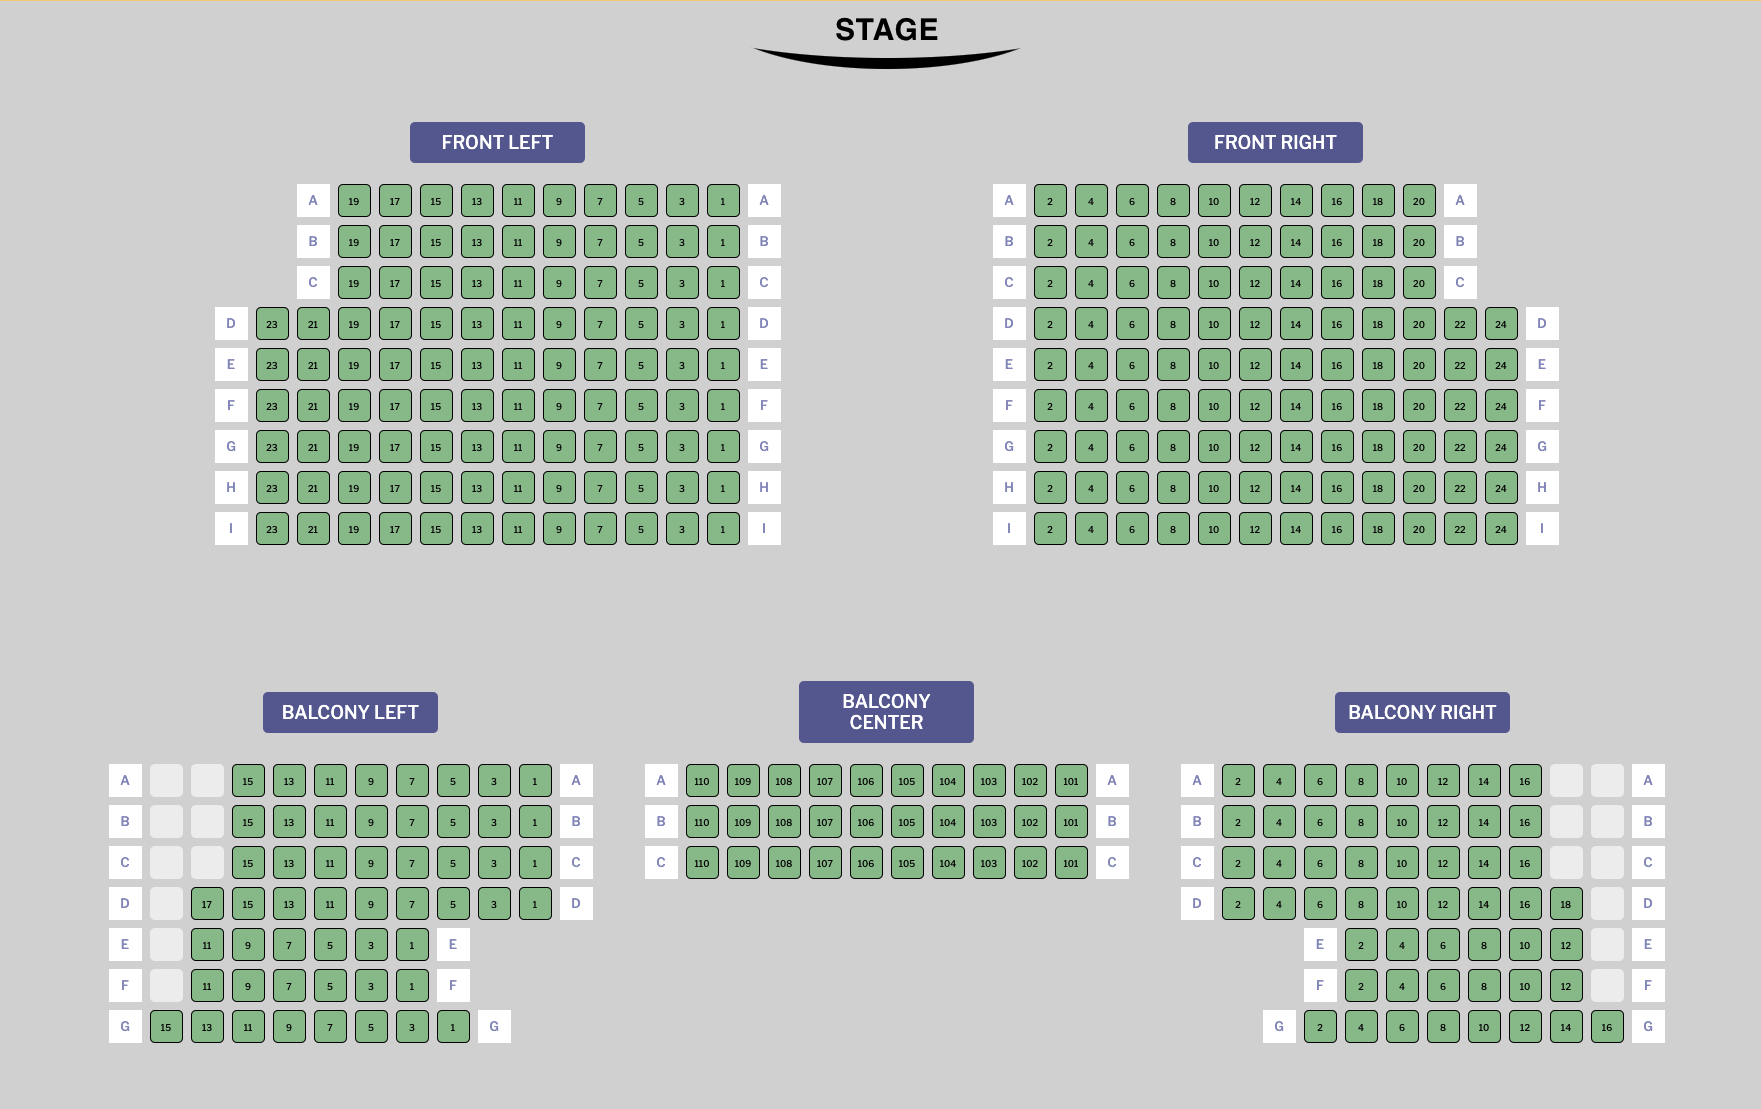 STAGE
FRONT LEFT
FRONT RIGHT
A 19 17 15 13 11 9 7 5 3 1 A
A 2 4 6 8 10 12 14 16 18 20 A
B 19 17 15 13 11 9 7 5 3 1 B
B 2 4 6 8 10 12 14 16 18 20 B
C 19 17 15 13 11 9 7 5 3 1 C
C 2 4 6 8 10 12 14 16 18 20 C
D 23 21 19 17 15 13 11 9 7 5 3 1 D
D 2 4 6 8 10 12 14 16 18 20 22 24 D
E 23 21 19 17 15 13 11 9 7 5 3 1 E
E 2 4 6 8 10 12 14 16 18 20 22 24 E
F 23 21 19 17 15 13 11 9 7 5 3 1 F
F 2 4 6 8 10 12 14 16 18 20 22 24 F
G 23 21 19 17 15 13 11 9 7 5 3 1 G
G 2 4 6 8 10 12 14 16 18 20 22 24 G
H 23 21 19 17 15 13 11 9 7 5 3 1 H
H 2 4 6 8 10 12 14 16 18 20 22 24 H
I 23 21 19 17 15 13 11 9 7 5 3 1 I
I 2 4 6 8 10 12 14 16 18 20 22 24 I
BALCONY LEFT
BALCONY
CENTER
BALCONY RIGHT
A 15 13 11 9 7 5 3 1 A
A 110 109 108 107 106 105 104 103 102 101 A
A 2 4 6 8 10 12 14 16 A
B 15 13 11 9 7 5 3 1 B
B 110 109 108 107 106 105 104 103 102 101 B
B 2 4 6 8 10 12 14 16 B
C 15 13 11 9 7 5 3 1 C
C 110 109 108 107 106 105 104 103 102 101 C
C 2 4 6 8 10 12 14 16 C
D 17 15 13 11 9 7 5 3 1 D
D 2 4 6 8 10 12 14 16 18 D
E 11 9 7 5 3 1 E
E 2 4 6 8 10 12 E
F 11 9 7 5 3 1 F
F 2 4 6 8 10 12 F
G 15 13 11 9 7 5 3 1 G
G 2 4 6 8 10 12 14 16 G